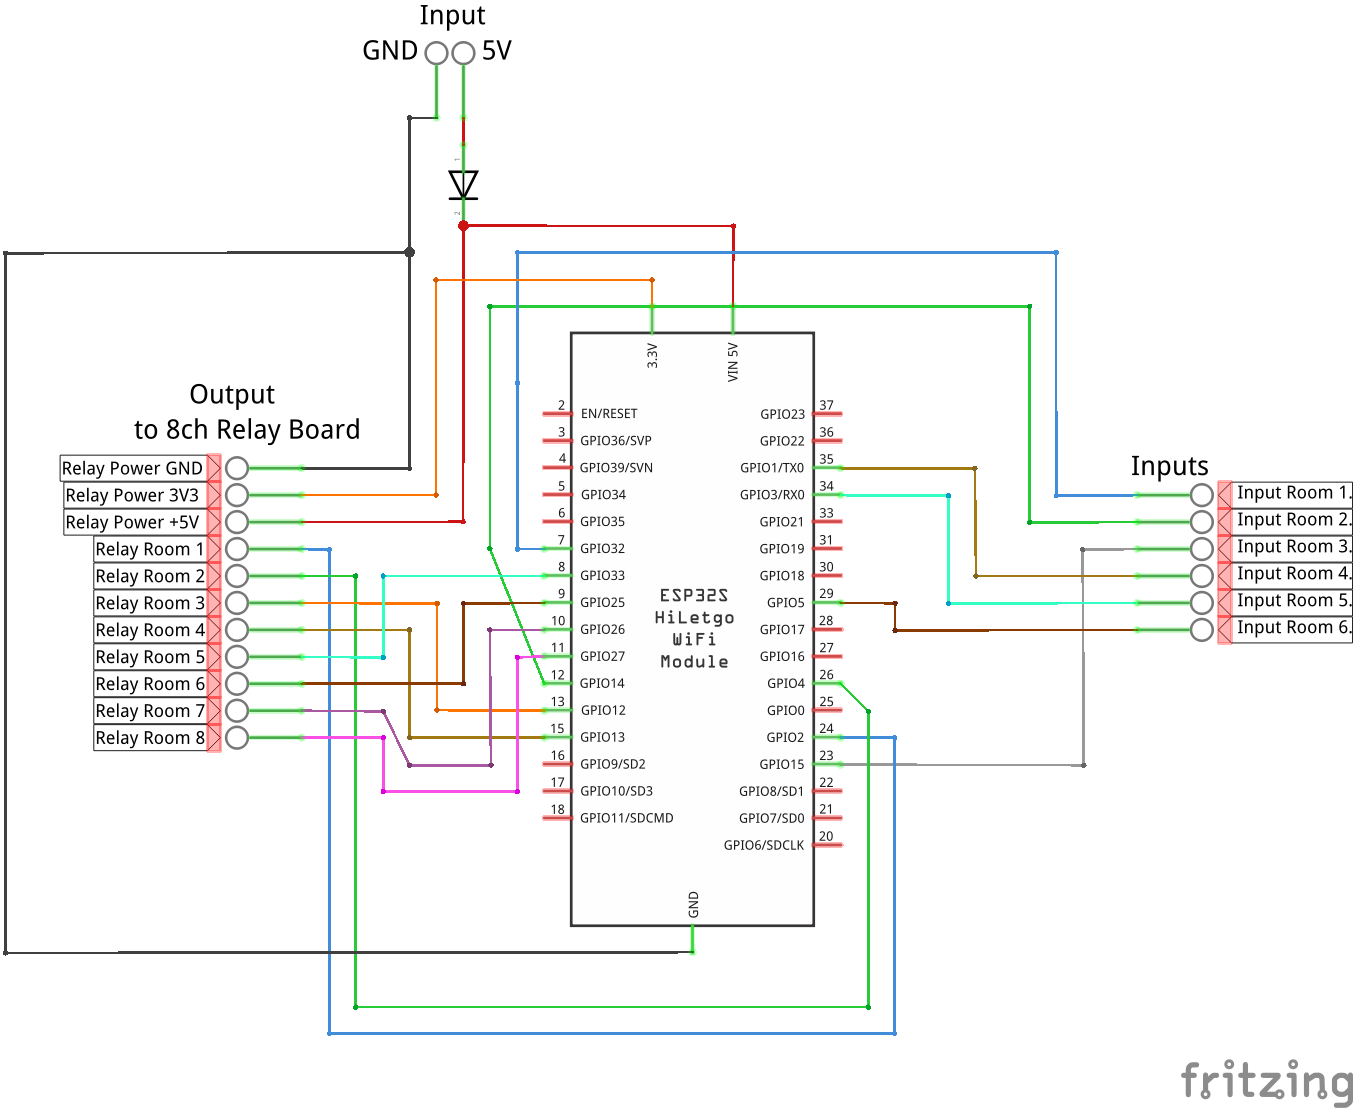 Input
GND 5V
1
2
Output
to 8ch Relay Board
Relay Power GND
Relay Power 3V3
Relay Power +5V
Relay Room 1
Relay Room 2
Relay Room 3
Relay Room 4
Relay Room 5
Relay Room 6
Relay Room 7
Relay Room 8
3.3V
VIN 5V
2 EN/RESET
3 GPIO36/SVP
4 GPIO39/SVN
5 GPIO34
6 GPIO35
7 GPIO32
8 GPIO33
9 GPIO25
10 GPIO26
11 GPIO27
12 GPIO14
13 GPIO12
15 GPIO13
16 GPIO9/SD2
17 GPIO10/SD3
18 GPIO11/SDCMD
ESP32S
HiLetgo
WiFi
Module
GPIO23 37
GPIO22 36
GPIO1/TX0 35
GPIO3/RX0 34
GPIO21 33
GPIO19 31
GPIO18 30
GPIO5 29
GPIO17 28
GPIO16 27
GPIO4 26
GPIO0 25
GPIO2 24
GPIO15 23
GPIO8/SD1 22
GPIO7/SD0 21
GPIO6/SDCLK 20
GND
Inputs
Input Room 1.
Input Room 2.
Input Room 3.
Input Room 4.
Input Room 5.
Input Room 6.
fritzing